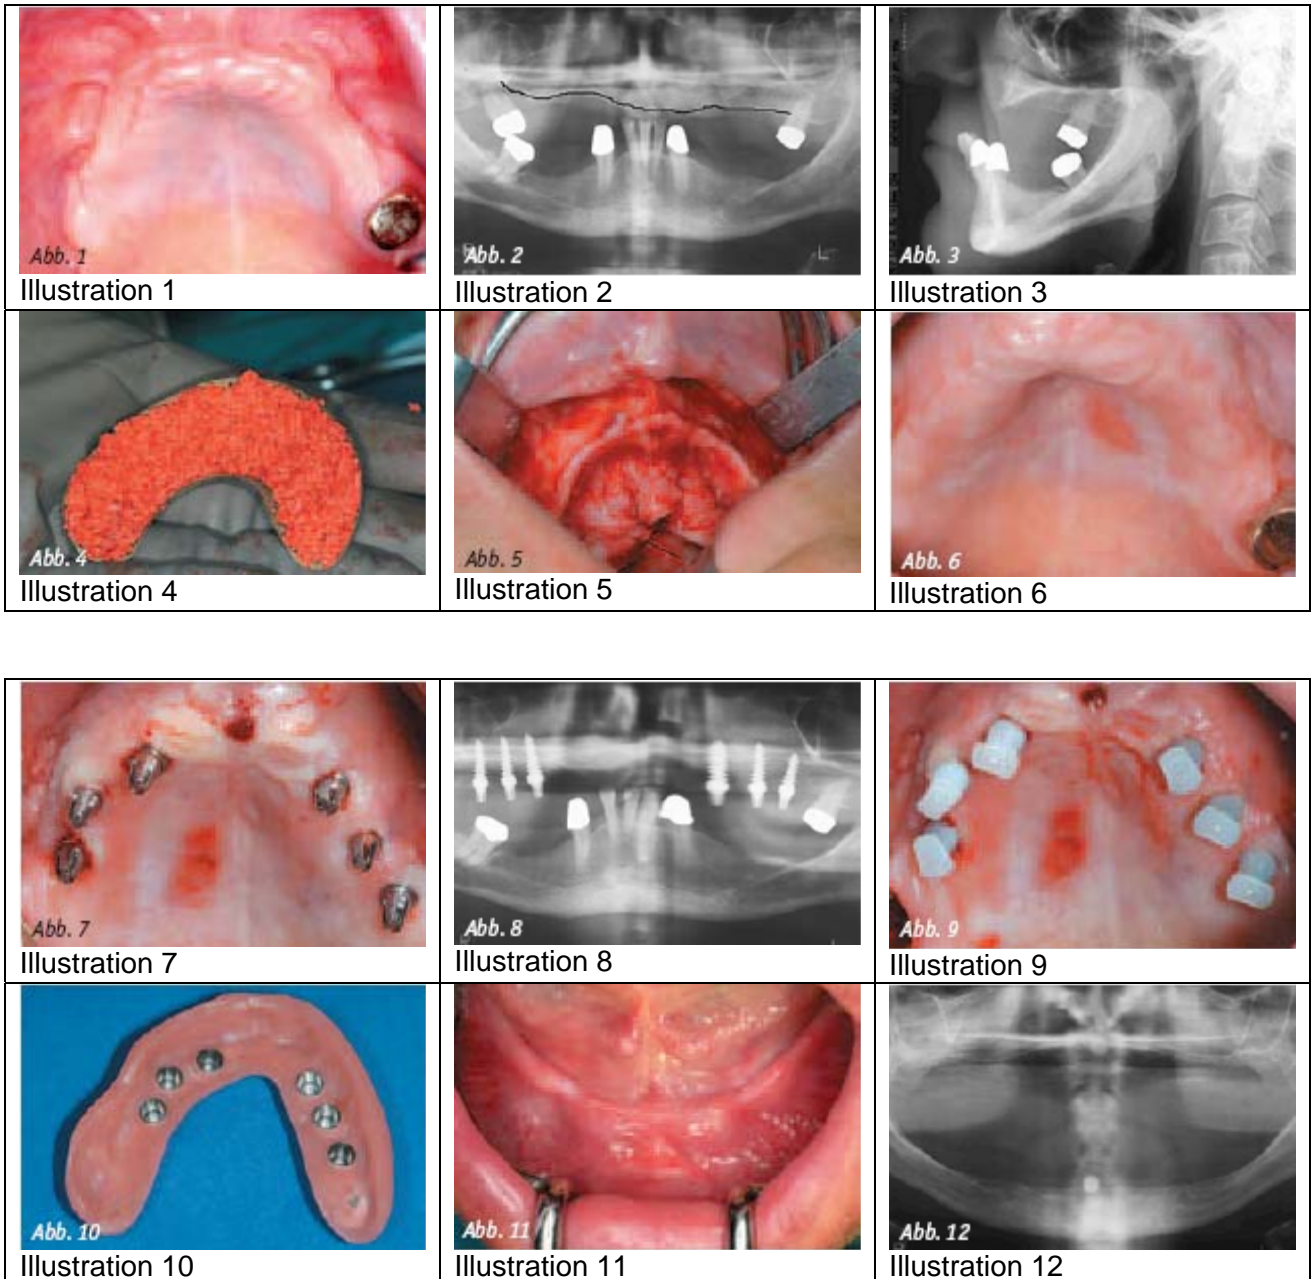 Abb. 1
Abb. 2
L
Abb. 3
Illustration 1
Illustration 2
Illustration 3
Abb. 4
Abb. 5
Abb. 6
Illustration 4
Illustration 5
Illustration 6
Abb. 7
Abb. 8
Abb. 9
Illustration 7
Illustration 8
Illustration 9
Abb. 10
Abb. 11
Abb. 12
Illustration 10
Illustration 11
Illustration 12